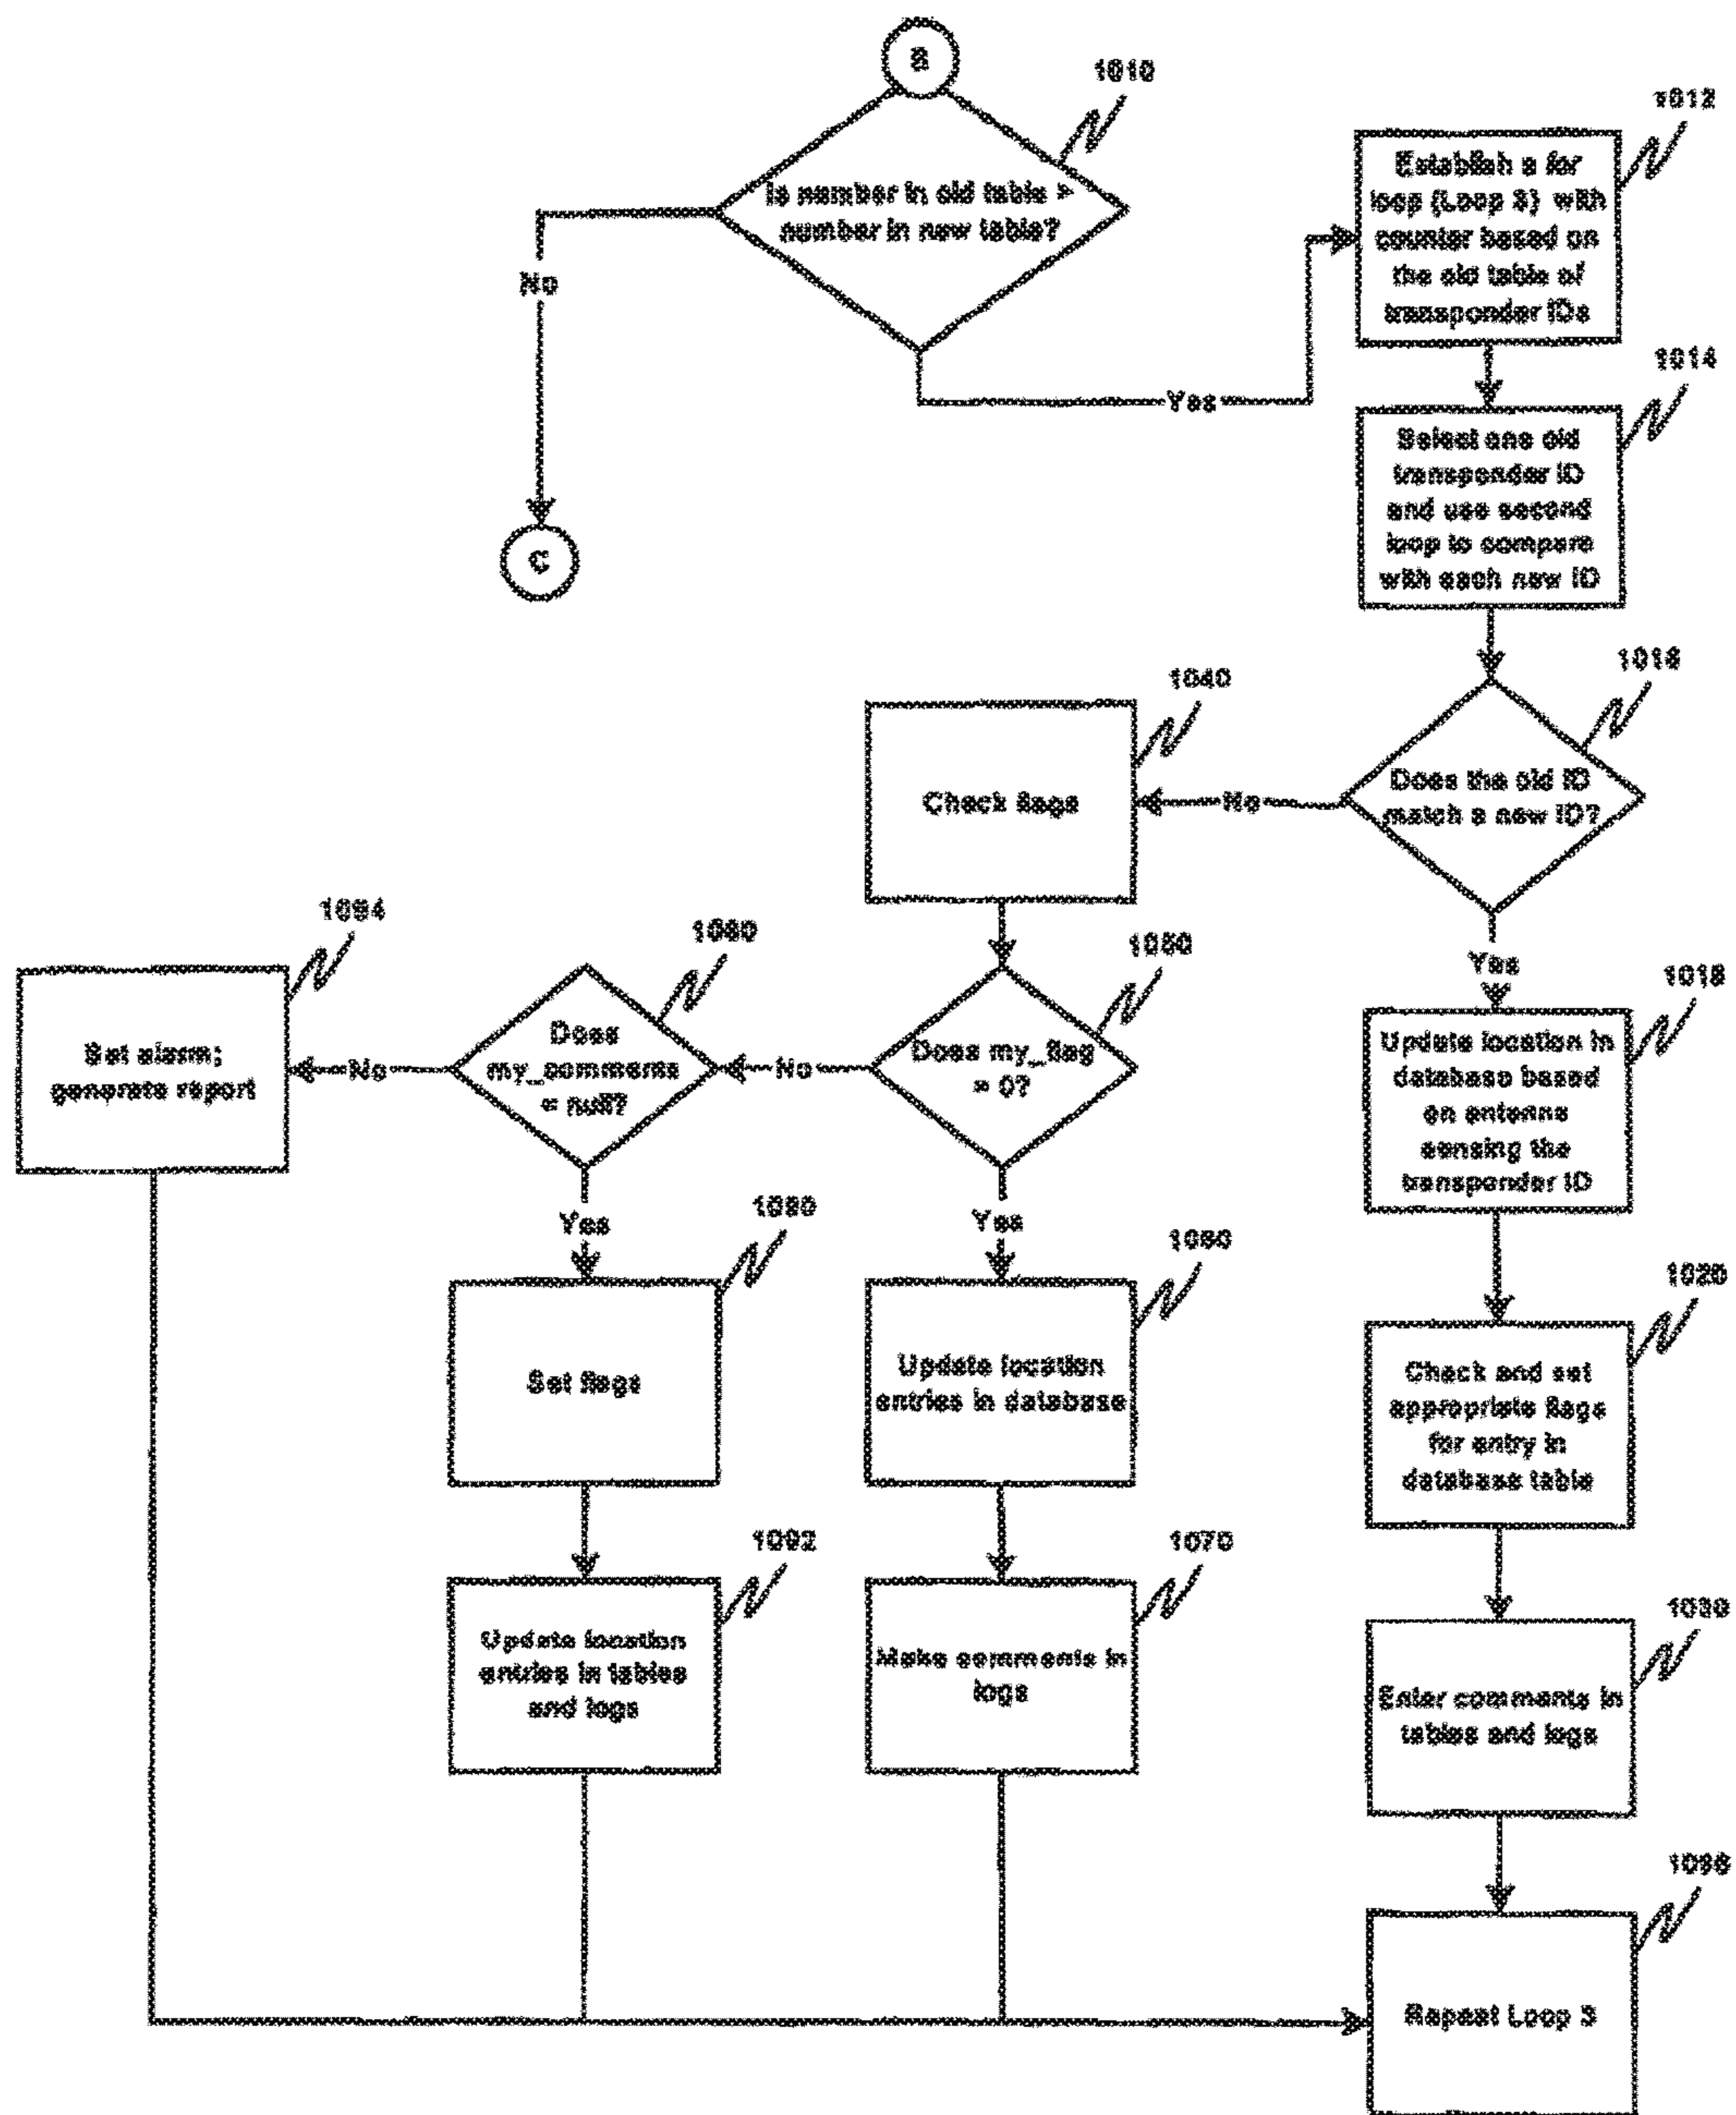 1010
Is number in old table >
number in new table?
No
Yes
C
1012
Establish a for
loop (Loop 3) with
counter based on
the old table of
transponder IDs
1014
Select one old
transponder ID
and use second
loop to compare
with each new ID
1016
Does the old ID
match a new ID?
No
Yes
1040
Check flags
1018
Update location in
database based
on antenna
sensing the
transponder ID
1050
Does my_flag
= 0?
No
Yes
Does
my_comments
= null?
No
Yes
1094
Set alarm;
generate report
1090
Set flags
1060
Update location
entries in database
1020
Check and set
appropriate flags
for entry in
database table
1092
Update location
entries in tables
and logs
1070
Make comments in
logs
1030
Enter comments in
tables and logs
Repeat Loop 3